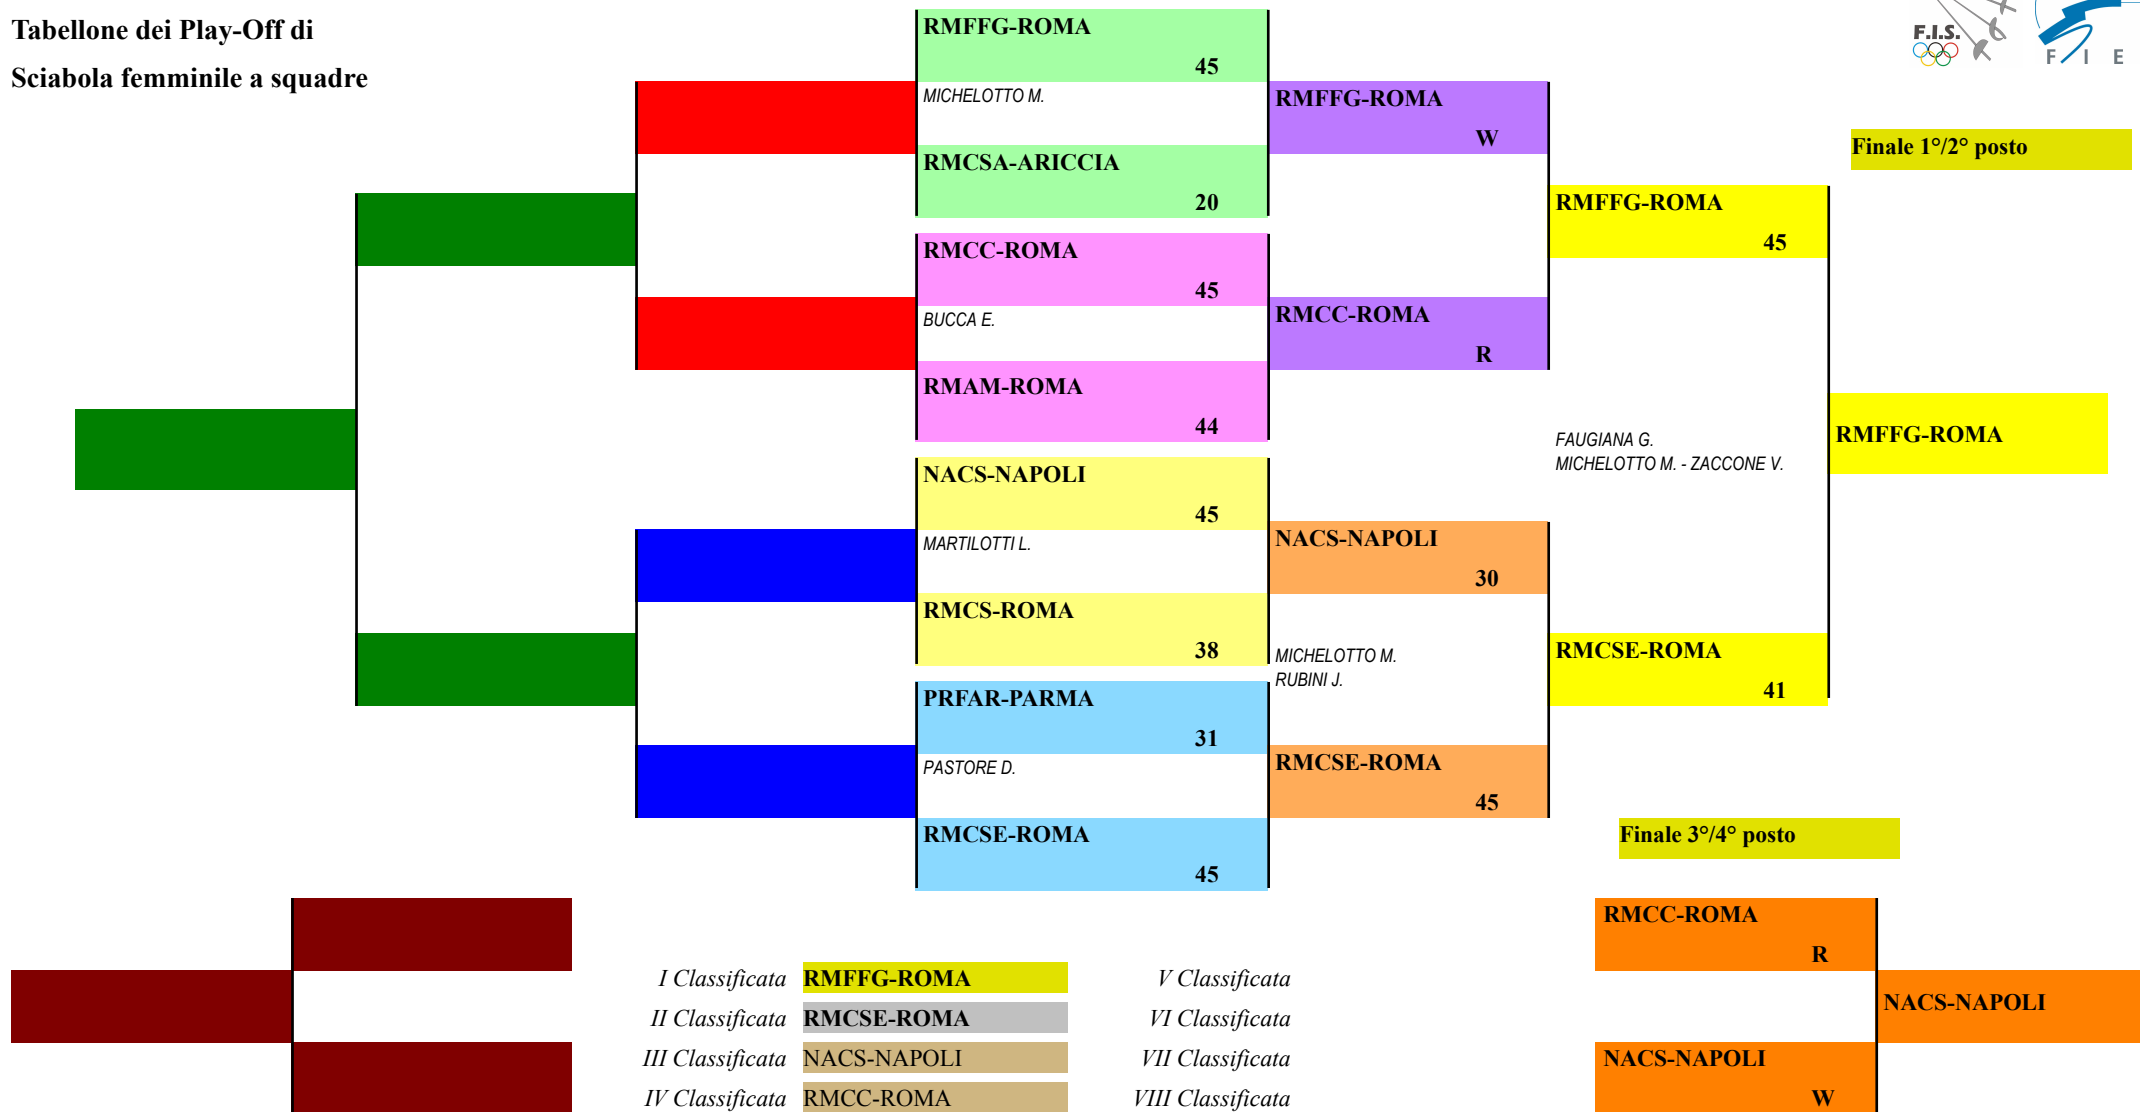 Tabellone dei Play-Off di
Sciabola femminile a squadre
F.I.S.
F I E
RMFFG-ROMA
45
MICHELOTTO M.
RMCSA-ARICCIA
20
RMCC-ROMA
45
BUCCA E.
RMAM-ROMA
44
NACS-NAPOLI
45
MARTILOTTI L.
RMCS-ROMA
38
PRFAR-PARMA
31
PASTORE D.
RMCSE-ROMA
45
RMFFG-ROMA
W
RMCC-ROMA
R
NACS-NAPOLI
30
MICHELOTTO M.
RUBINI J.
RMCSE-ROMA
45
Finale 1°/2° posto
RMFFG-ROMA
45
FAUGIANA G.
MICHELOTTO M. - ZACCONE V.
RMCSE-ROMA
41
RMFFG-ROMA
Finale 3°/4° posto
RMCC-ROMA
R
NACS-NAPOLI
W
NACS-NAPOLI
I Classificata RMFFG-ROMA
II Classificata RMCSE-ROMA
III Classificata NACS-NAPOLI
IV Classificata RMCC-ROMA
V Classificata
VI Classificata
VII Classificata
VIII Classificata